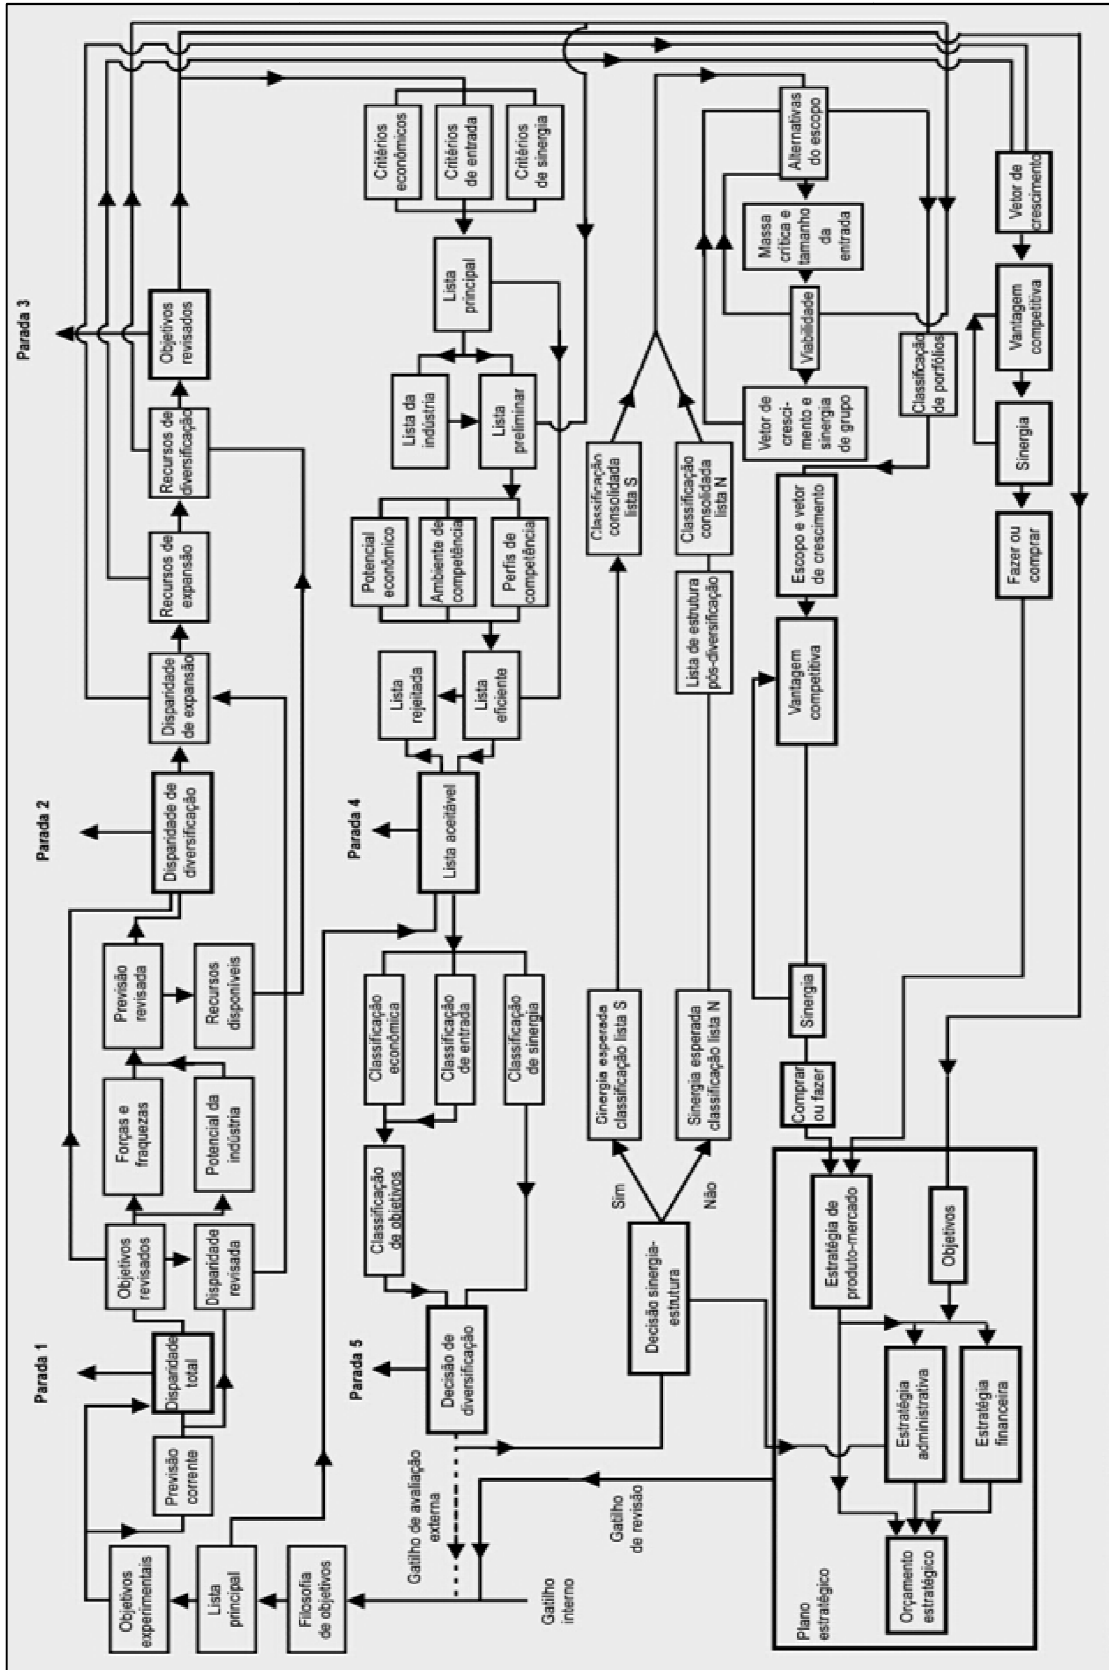 Parada 1
Parada 2
Parada 3
Objetivos
experimentais
Lista
principal
Filosofia
de objetivos
Previsão
corrente
Disparidade
total
Objetivos
revisados
Disparidade
revisada
Forças e
fraquezas
Potencial da
indústria
Previsão
revisada
Recursos
disponíveis
Disparidade de
diversificação
Disparidade
de expansão
Recursos de
expansão
Recursos de
diversificação
Objetivos
revisados
Parada 5
Parada 4
Gatilho de avaliação
externa
Decisão de
diversificação
Classificação
de objetivos
Classificação
econômica
Classificação
de entrada
Classificação
de sinergia
Lista aceitável
Lista
rejeitada
Lista
eficiente
Potencial
econômico
Ambiente de
competência
Perfis de
competência
Lista da
indústria
Lista
preliminar
Lista
principal
Critérios
econômicos
Critérios
de entrada
Critérios
de sinergia
Gatilho
interno
Gatilho
de revisão
Decisão sinergia-
estrutura
Sim
Não
Sinergia esperada
classificação lista S
Sinergia esperada
classificação lista N
Lista de estrutura
pós-diversificação
Classificação
consolidada
lista S
Classificação
consolidada
lista N
Alternativas
do escopo
Massa
crítica e
tamanho
da
entrada
Viabilidade
Vetor de
cresci-
mento e
sinergia
de grupo
Classificação
de portfólios
Escopo e vetor
de crescimento
Vantagem
competitiva
Sinergia
Comprar
ou fazer
Vetor de
crescimento
Vantagem
competitiva
Sinergia
Fazer ou
comprar
Plano
estratégico
Estratégia de
produto-mercado
Objetivos
Estratégia
administrativa
Estratégia
financeira
Orçamento
estratégico